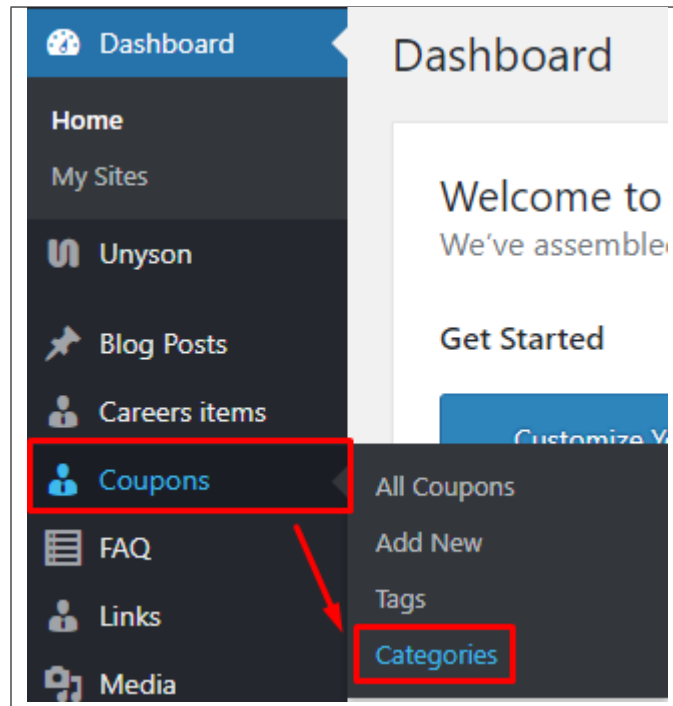 Dashboard
Home
My Sites
Unyson
Blog Posts
Careers items
Coupons
FAQ
Links
Media
Dashboard
Welcome to
We've assemble
Get Started
Customize Y
All Coupons
Add New
Tags
Categories